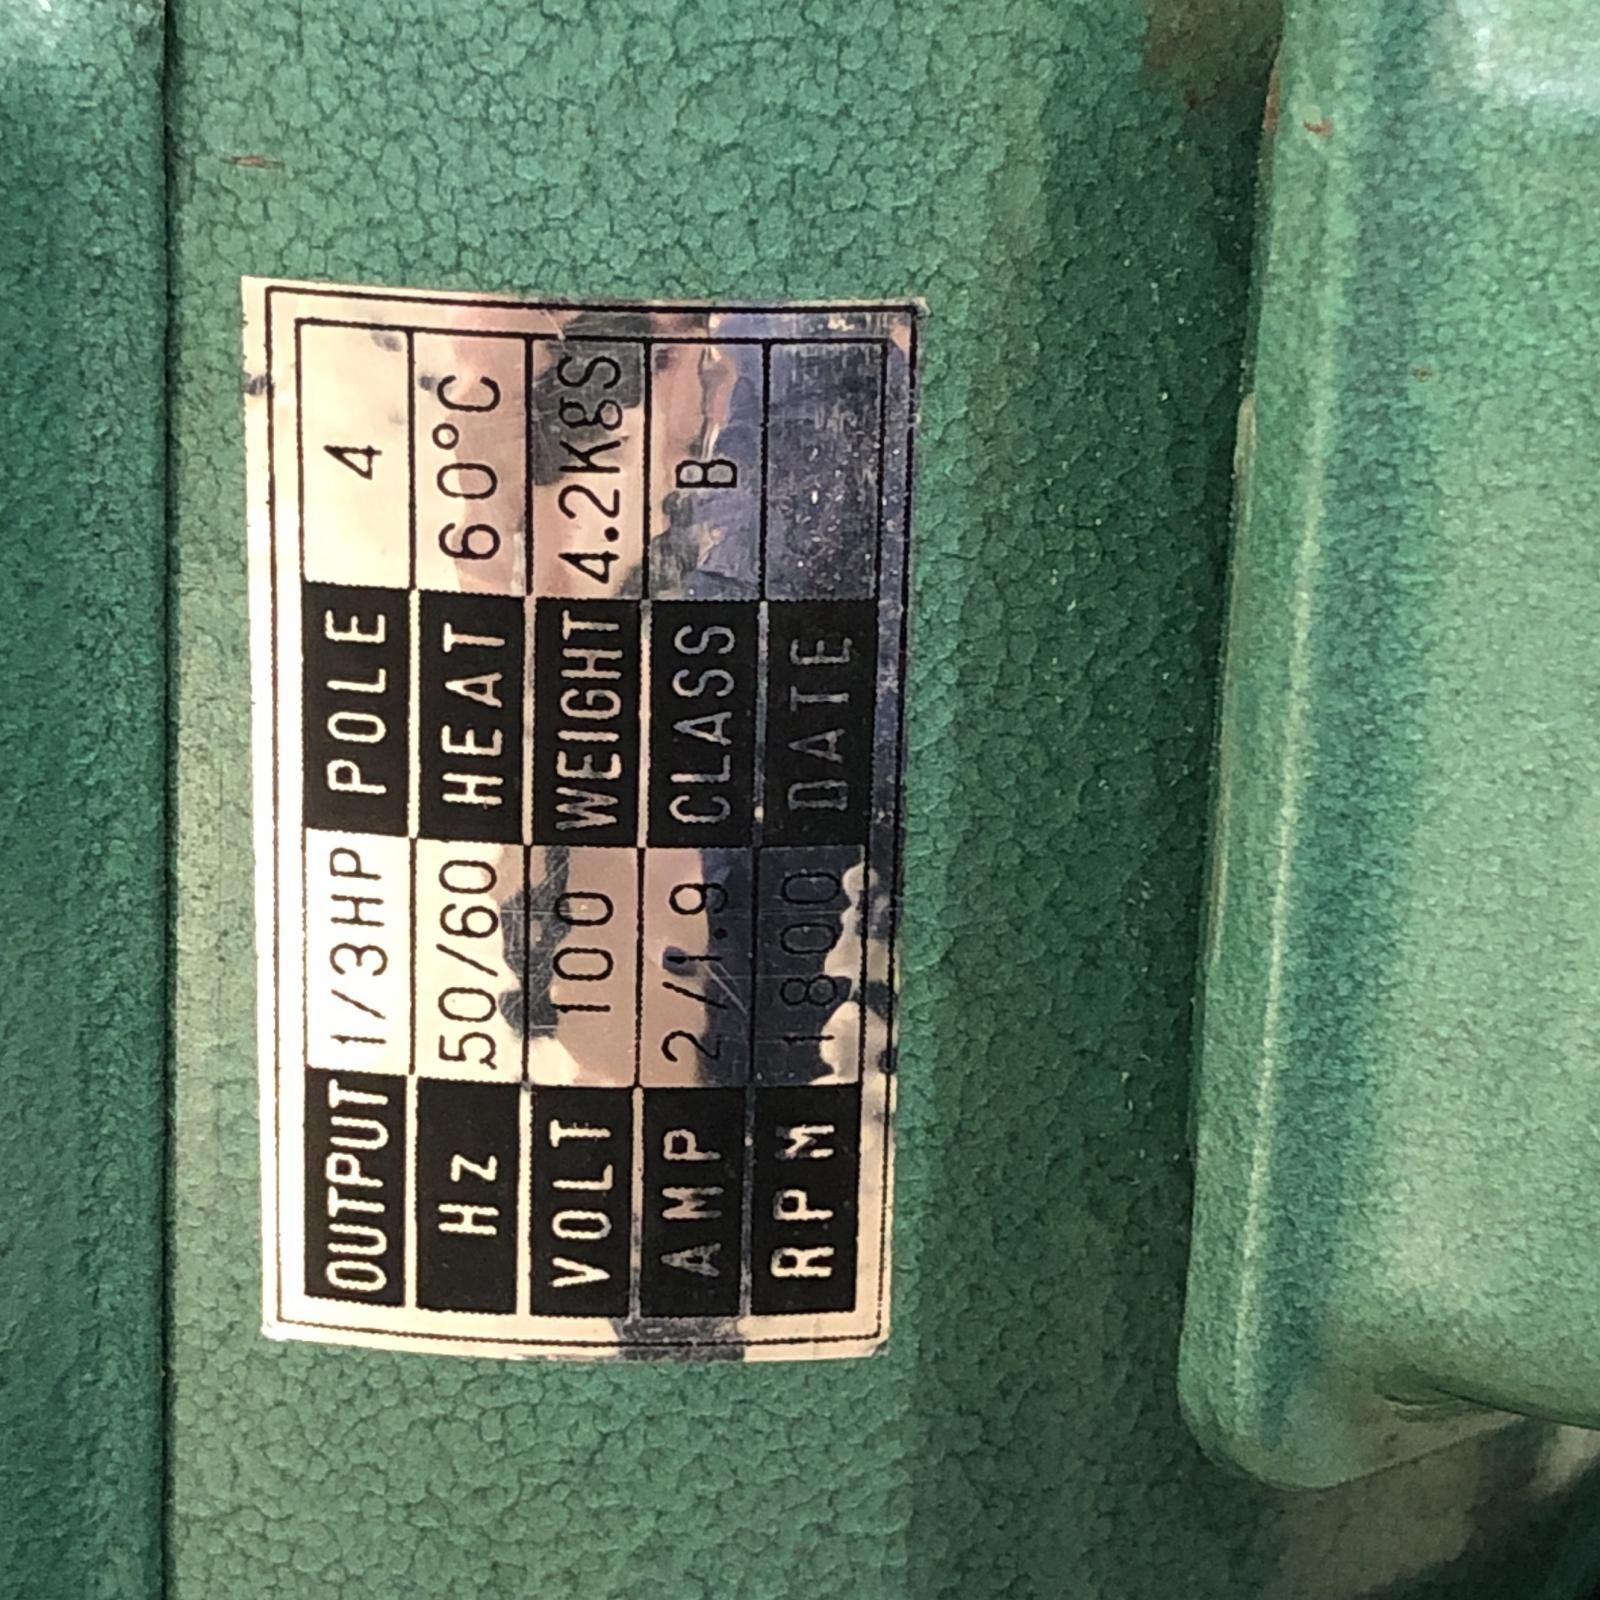 OUTPUT 1/3HP POLE 4
Hz 50/60 HEAT 60°C
VOLT 100 WEIGHT 4.2KgS
AMP 2/1.9 CLASS B
RPM 1800 DATE